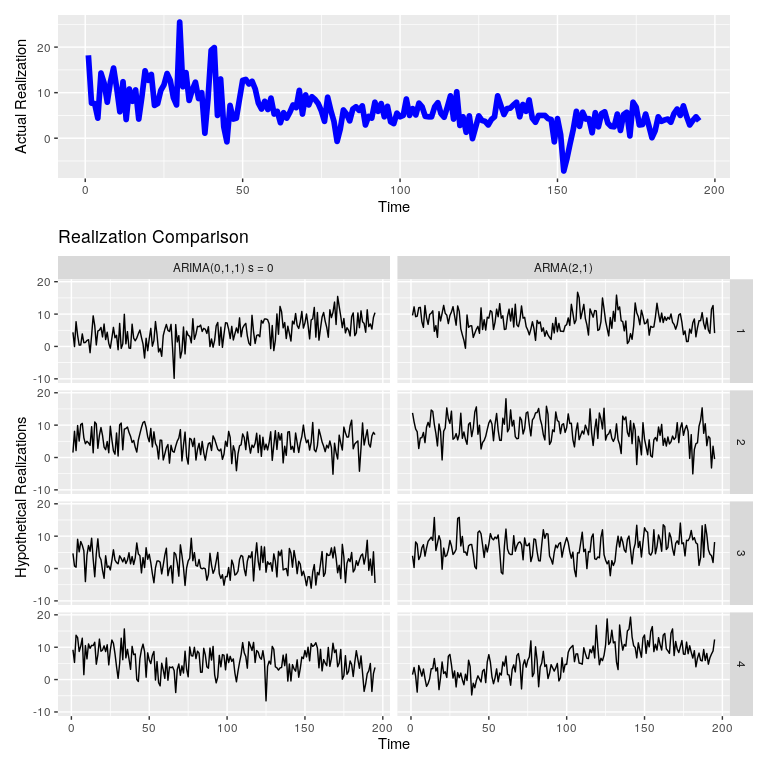 Actual Realization
20
10
0
0 50 100 150 200
Time
Realization Comparison
ARIMA(0,1,1) s = 0 ARMA(2,1)
Hypothetical Realizations
20
10
0
-10
1
20
10
0
-10
2
20
10
0
-10
3
20
10
0
-10
4
0 50 100 150 200 0 50 100 150 200
Time